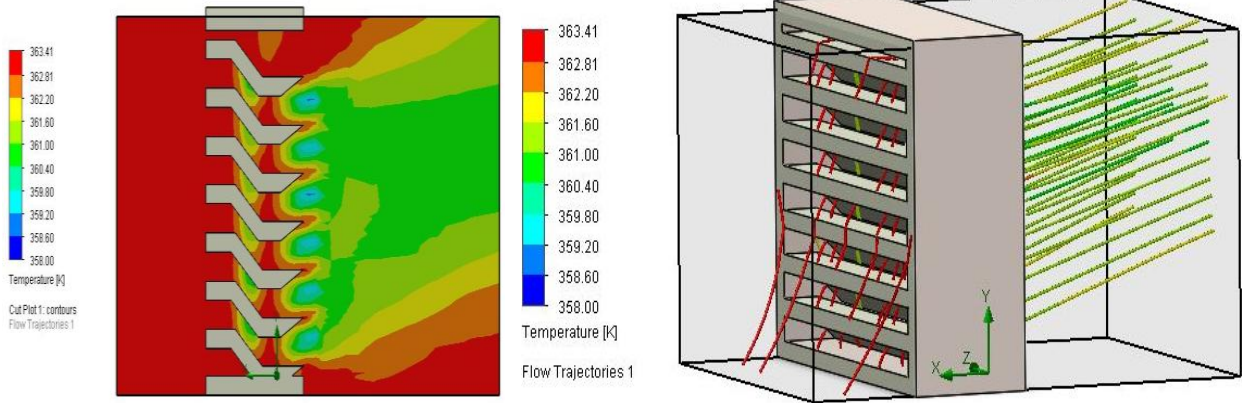 363.41
362.81
362.20
361.60
361.00
360.40
359.80
359.20
358.60
358.00
Temperature [K]
Cut Plot 1: contours
Flow Trajectories 1
363.41
362.81
362.20
361.60
361.00
360.40
359.80
359.20
358.60
358.00
Temperature [K]
Flow Trajectories 1
Y
X
Z